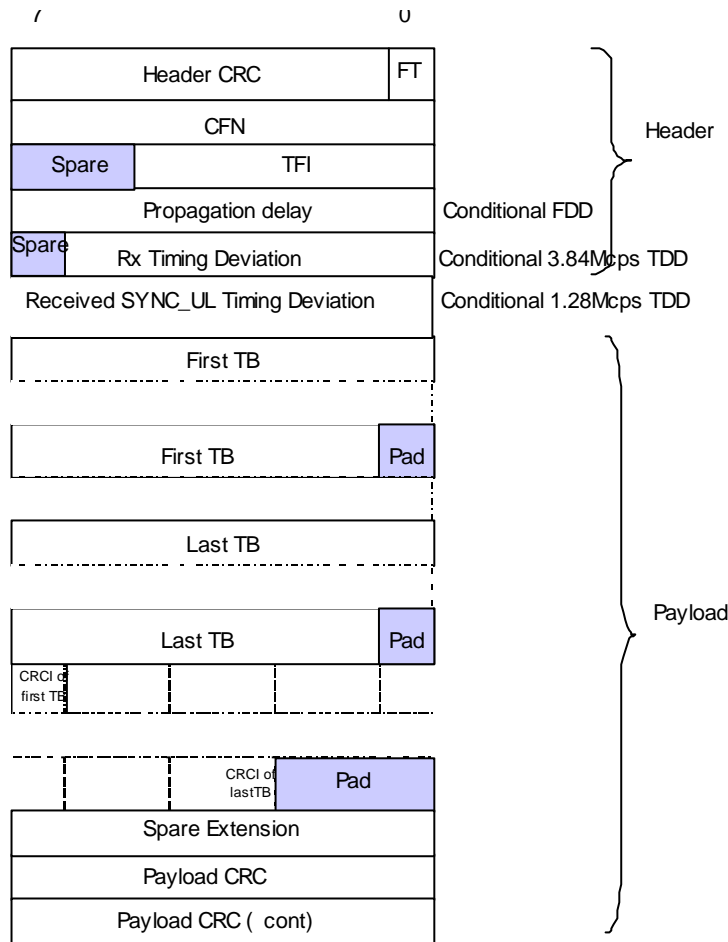 7 0
Header CRC FT
CFN
Header
Spare TFI
Propagation delay Conditional FDD
Spare Rx Timing Deviation Conditional 3.84Mcps TDD
Received SYNC_UL Timing Deviation Conditional 1.28Mcps TDD
First TB
First TB Pad
Last TB
Last TB Pad
Payload
CRCI of
first TB
CRCI of
lastTB
Pad
Spare Extension
Payload CRC
Payload CRC ( cont)